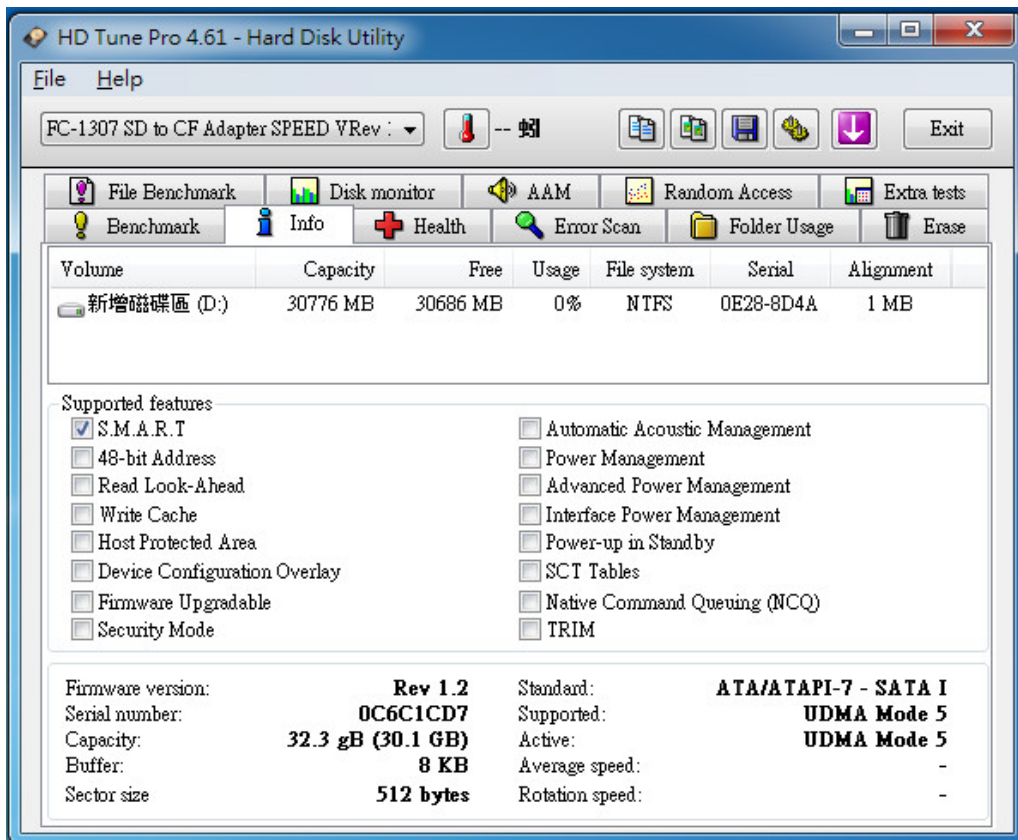 HD Tune Pro 4.61 - Hard Disk Utility
File Help
FC-1307 SD to CF Adapter SPEED VRev : -- 蚓 Exit
File Benchmark Disk monitor AAM Random Access Extra tests
Benchmark Info Health Error Scan Folder Usage Erase
Volume Capacity Free Usage File system Serial Alignment
新增磁碟區 (D:) 30776 MB 30686 MB 0% NTFS 0E28-8D4A 1 MB
Supported features
S.M.A.R.T Automatic Acoustic Management
48-bit Address Power Management
Read Look-Ahead Advanced Power Management
Write Cache Interface Power Management
Host Protected Area Power-up in Standby
Device Configuration Overlay SCT Tables
Firmware Upgradable Native Command Queuing (NCQ)
Security Mode TRIM
Firmware version: Rev 1.2 Standard: ATA/ATAPI-7 - SATA I
Serial number: 0C6C1CD7 Supported: UDMA Mode 5
Capacity: 32.3 gB (30.1 GB) Active: UDMA Mode 5
Buffer: 8 KB Average speed: -
Sector size 512 bytes Rotation speed: -